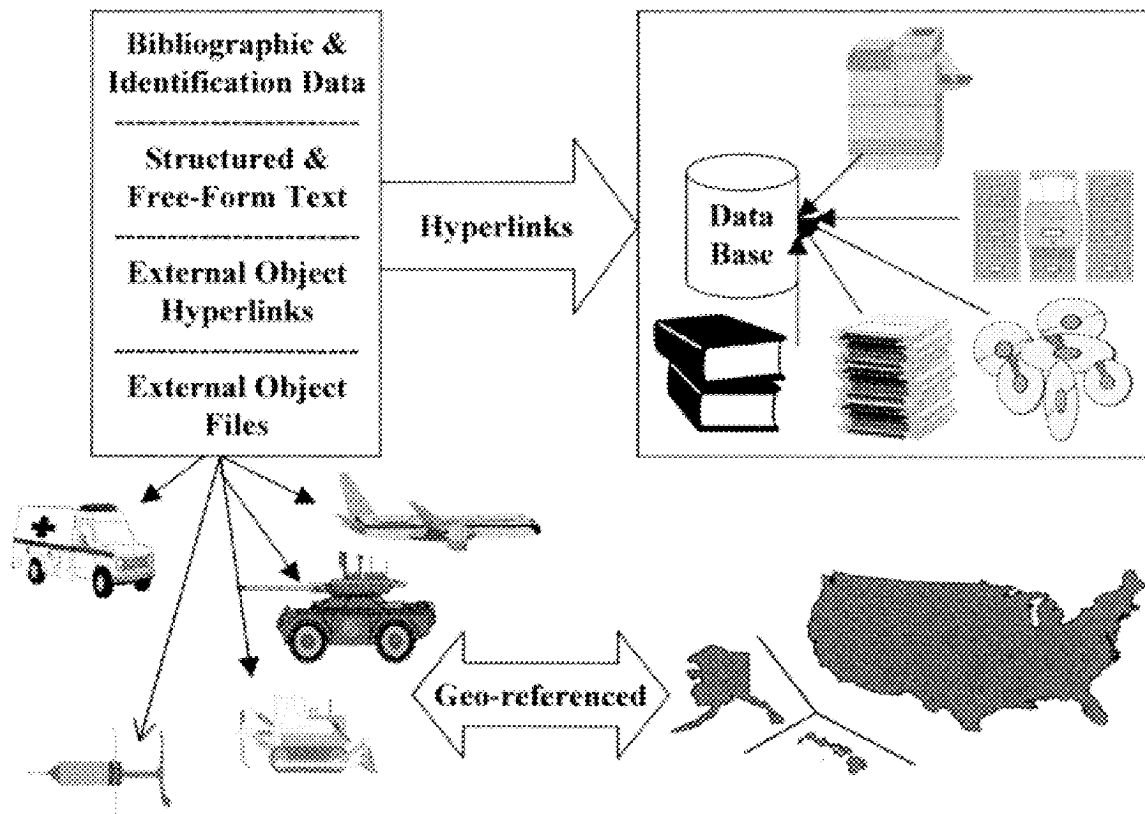 Bibliographic &
Identification Data
Structured &
Free-Form Text
External Object
Hyperlinks
External Object
Files
Hyperlinks
Data
Base
Geo-referenced